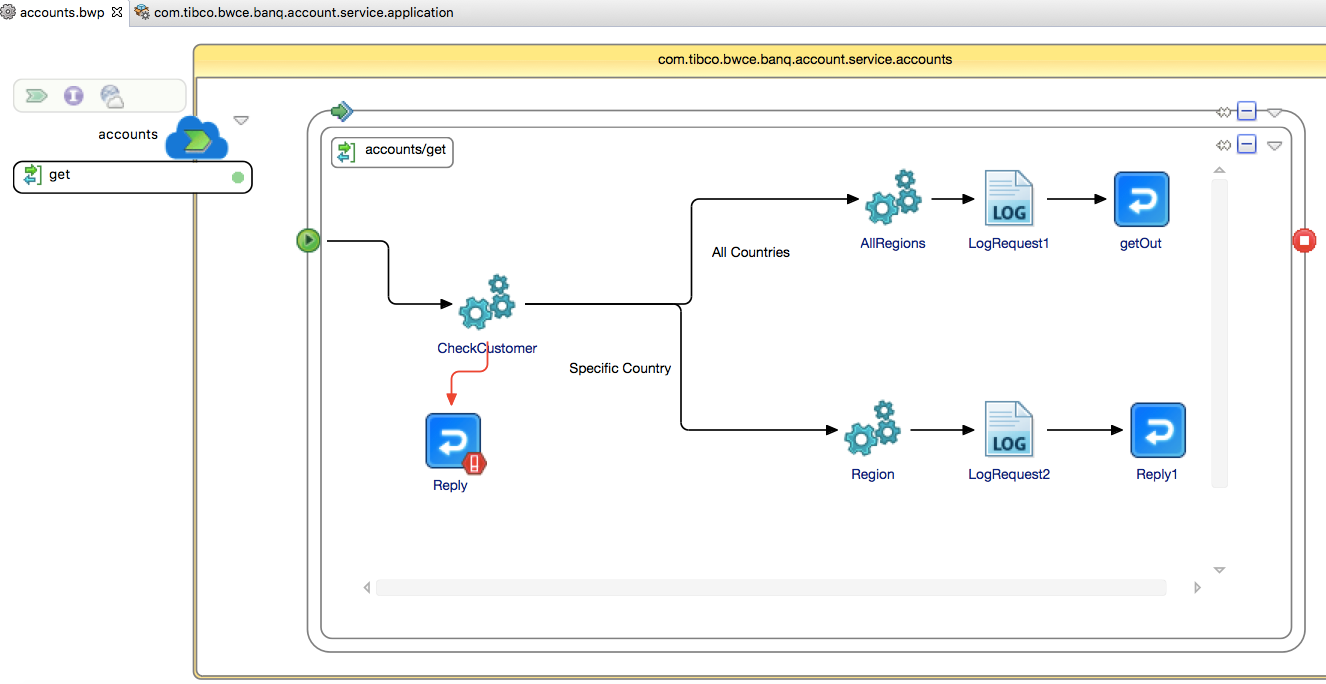 accounts.bwp
com.tibco.bwce.banq.account.service.application
com.tibco.bwce.banq.account.service.accounts
accounts
get
accounts/get
All Countries
AllRegions
LOG
LogRequest1
getOut
CheckCustomer
Specific Country
Reply
Region
LOG
LogRequest2
Reply1